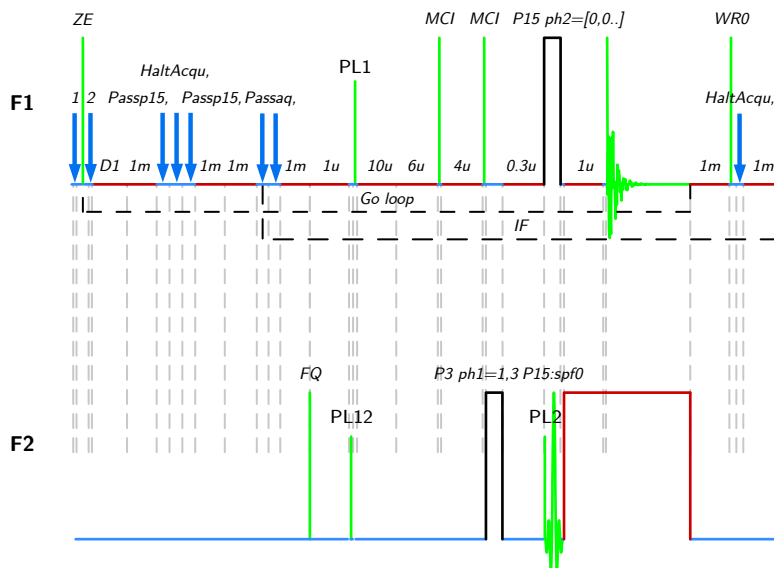 ZE MCI MCI P15 ph2=[0,0..] WR0
HaltAcqu, PL1
F1 1 2 Passp15, Passp15, Passaq, HaltAcqu,
D1 1m 1m 1m 1m 1u 10u 6u 4u 0.3u 1u 1m 1m
Go loop
IF
FQ P3 ph1=1,3 P15:spf0
F2 PL12 PL2